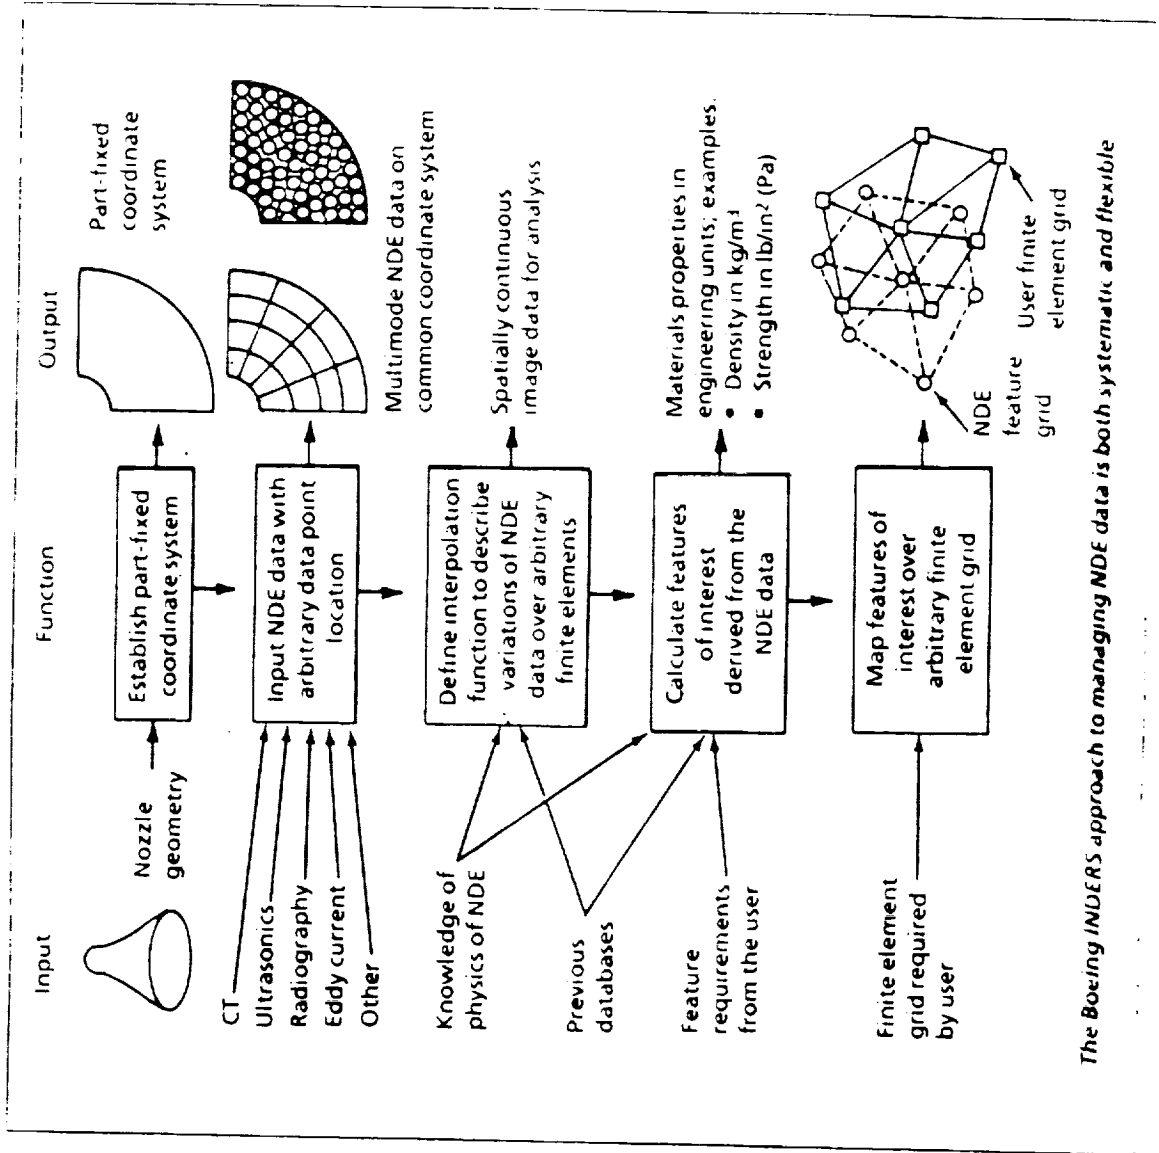 Input
Function
Output
Nozzle
geometry
Establish part-fixed
coordinate system
Part-fixed
coordinate
system
CT
Ultrasonics
Radiography
Eddy current
Other
Input NDE data with
arbitrary data point
location
Multimode NDE data on
common coordinate system
Knowledge of
physics of NDE
Previous
databases
Define interpolation
function to describe
variations of NDE
data over arbitrary
finite elements
Spatially continuous
image data for analysis
Feature
requirements
from the user
Calculate features
of interest
derived from the
NDE data
Materials properties in
engineering units; examples.
• Density in kg/m³
• Strength in lb/in² (Pa)
Finite element
grid required
by user
Map features of
interest over
arbitrary finite
element grid
NDE
feature
grid
User finite
element grid
The Boeing INDERS approach to managing NDE data is both systematic and flexible